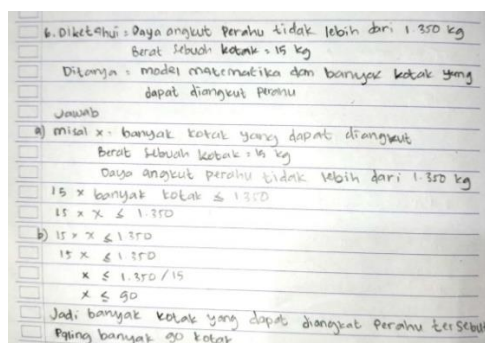 6. Diketahui : Daya angkut perahu tidak lebih dari 1.350 kg
Berat sebuah kotak = 15 kg
Ditanya : model matematika dan banyak kotak yang
dapat diangkut perahu
Jawab
a) misal x = banyak kotak yang dapat diangkut
Berat sebuah kotak = 15 kg
Daya angkut perahu tidak lebih dari 1.350 kg
15 × banyak kotak ≤ 1350
15 × x ≤ 1.350
b) 15 × x ≤ 1.350
15 x ≤ 1.350
x ≤ 1.350 / 15
x ≤ 90
Jadi banyak kotak yang dapat diangkat perahu tersebut
Paling banyak 90 kotak